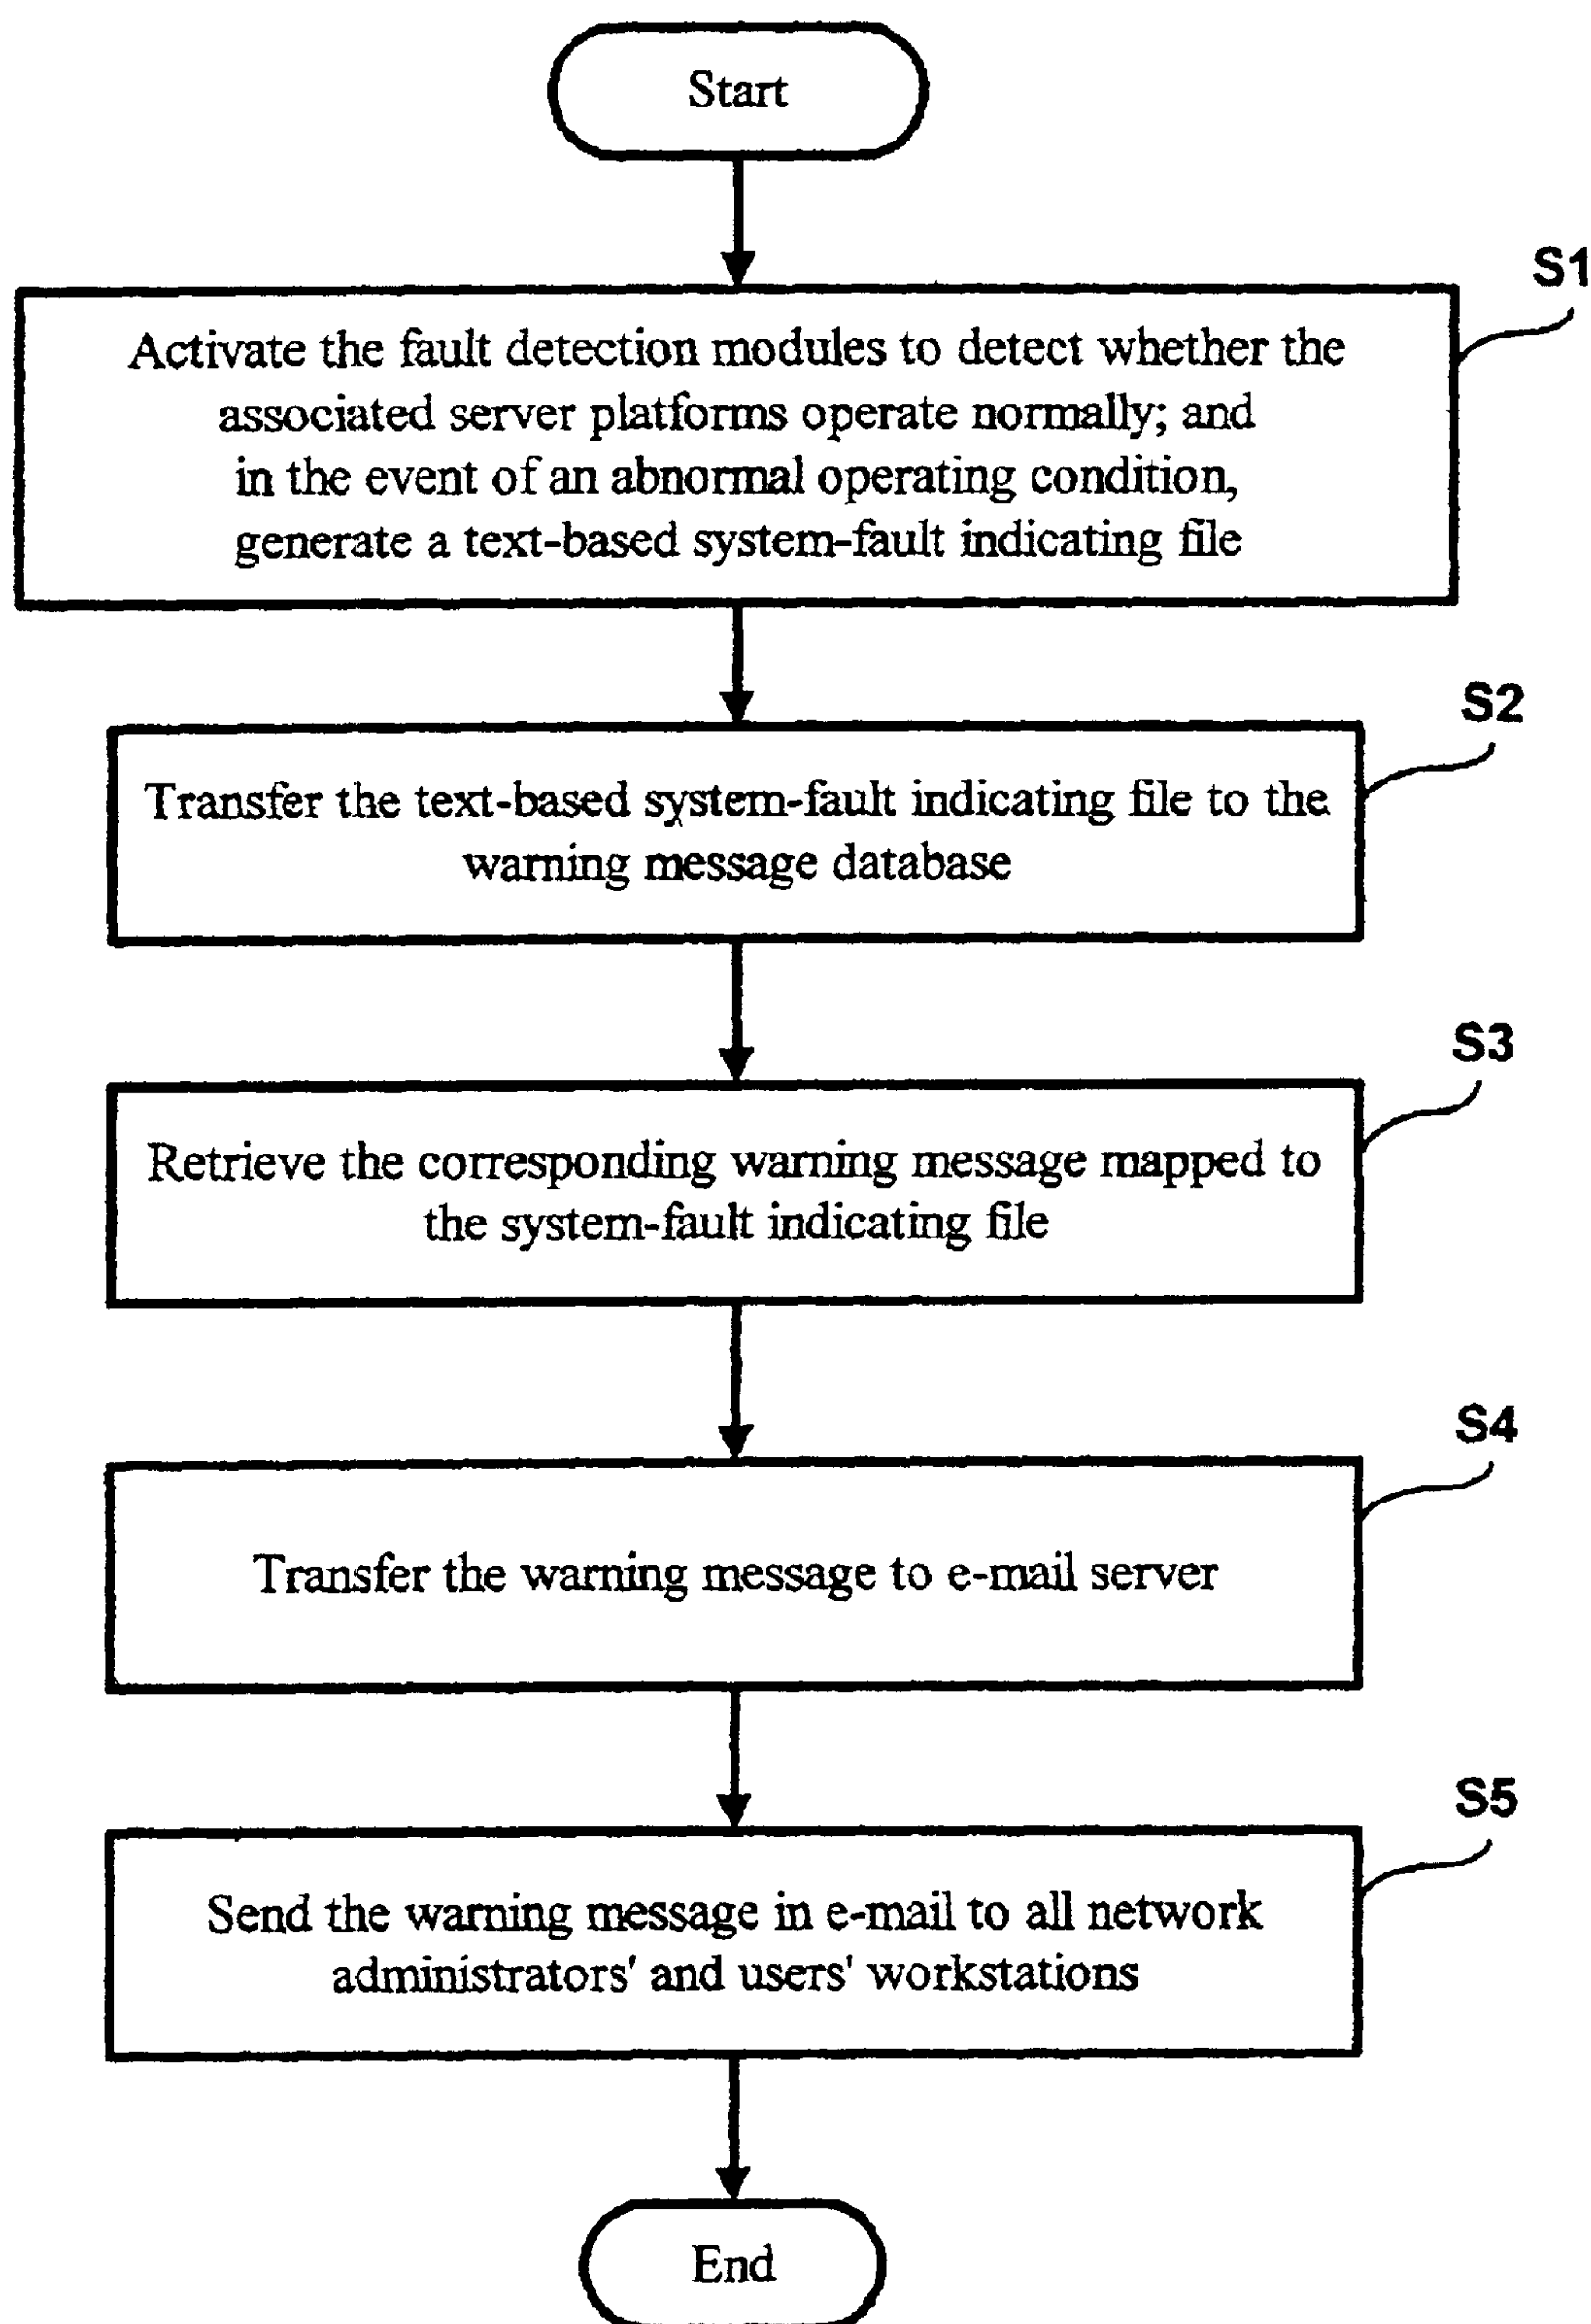 Start
S1
Activate the fault detection modules to detect whether the
associated server platforms operate normally; and
in the event of an abnormal operating condition,
generate a text-based system-fault indicating file
S2
Transfer the text-based system-fault indicating file to the
warning message database
S3
Retrieve the corresponding warning message mapped to
the system-fault indicating file
S4
Transfer the warning message to e-mail server
S5
Send the warning message in e-mail to all network
administrators' and users' workstations
End